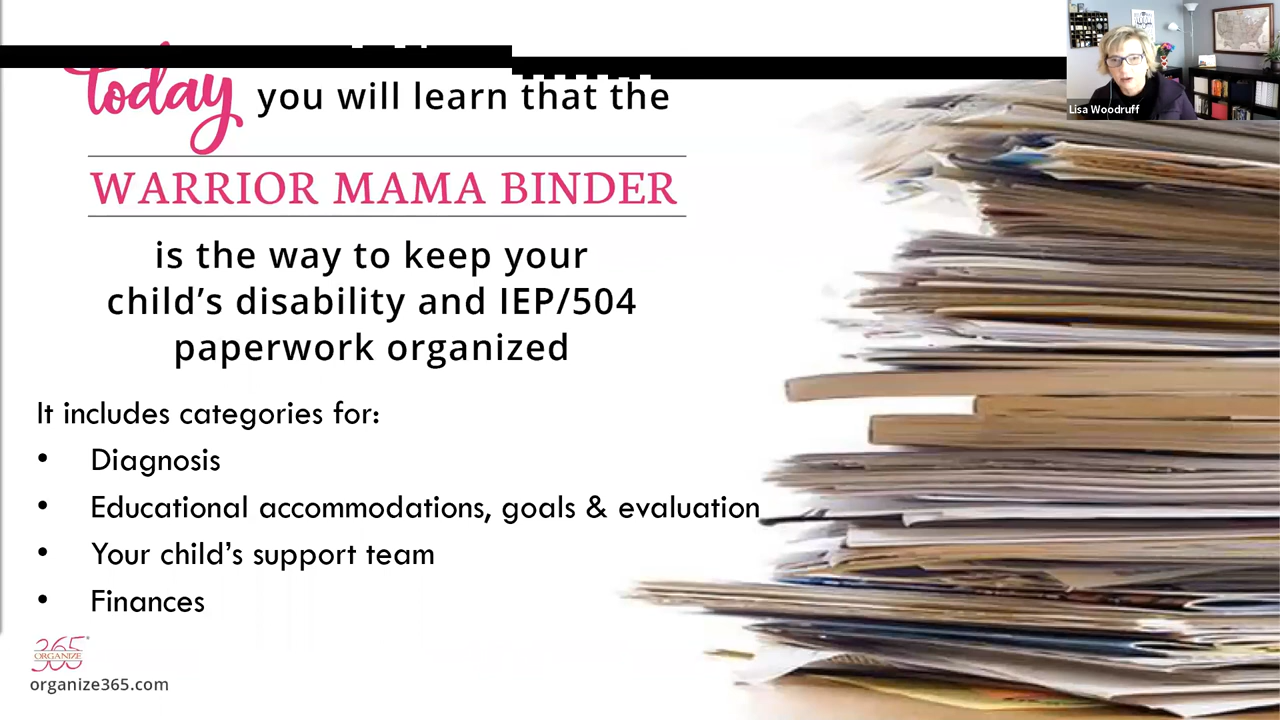 Lisa Woodruff
today you will learn that the
WARRIOR MAMA BINDER
is the way to keep your
child's disability and IEP/504
paperwork organized
It includes categories for:
• Diagnosis
• Educational accommodations, goals & evaluation
• Your child's support team
• Finances
365
ORGANIZE
organize365.com